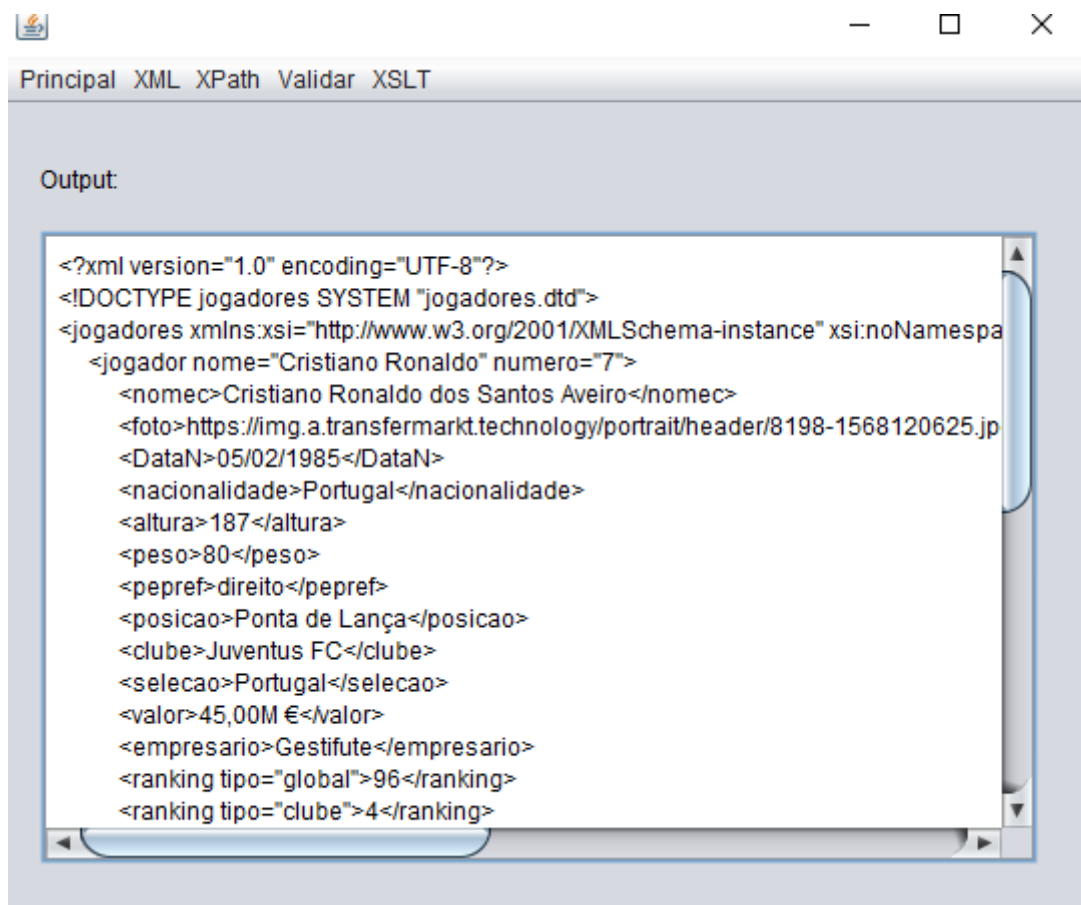 Principal XML XPath Validar XSLT
Output:
<?xml version="1.0" encoding="UTF-8"?>
<!DOCTYPE jogadores SYSTEM "jogadores.dtd">
<jogadores xmlns:xsi="http://www.w3.org/2001/XMLSchema-instance" xsi:noNamespa
<jogador nome="Cristiano Ronaldo" numero="7">
<nomec>Cristiano Ronaldo dos Santos Aveiro</nomec>
<foto>https://img.a.transfermarkt.technology/portrait/header/8198-1568120625.jp
<DataN>05/02/1985</DataN>
<nacionalidade>Portugal</nacionalidade>
<altura>187</altura>
<peso>80</peso>
<pepref>direito</pepref>
<posicao>Ponta de Lança</posicao>
<clube>Juventus FC</clube>
<selecao>Portugal</selecao>
<valor>45,00M €</valor>
<empresario>Gestifute</empresario>
<ranking tipo="global">96</ranking>
<ranking tipo="clube">4</ranking>